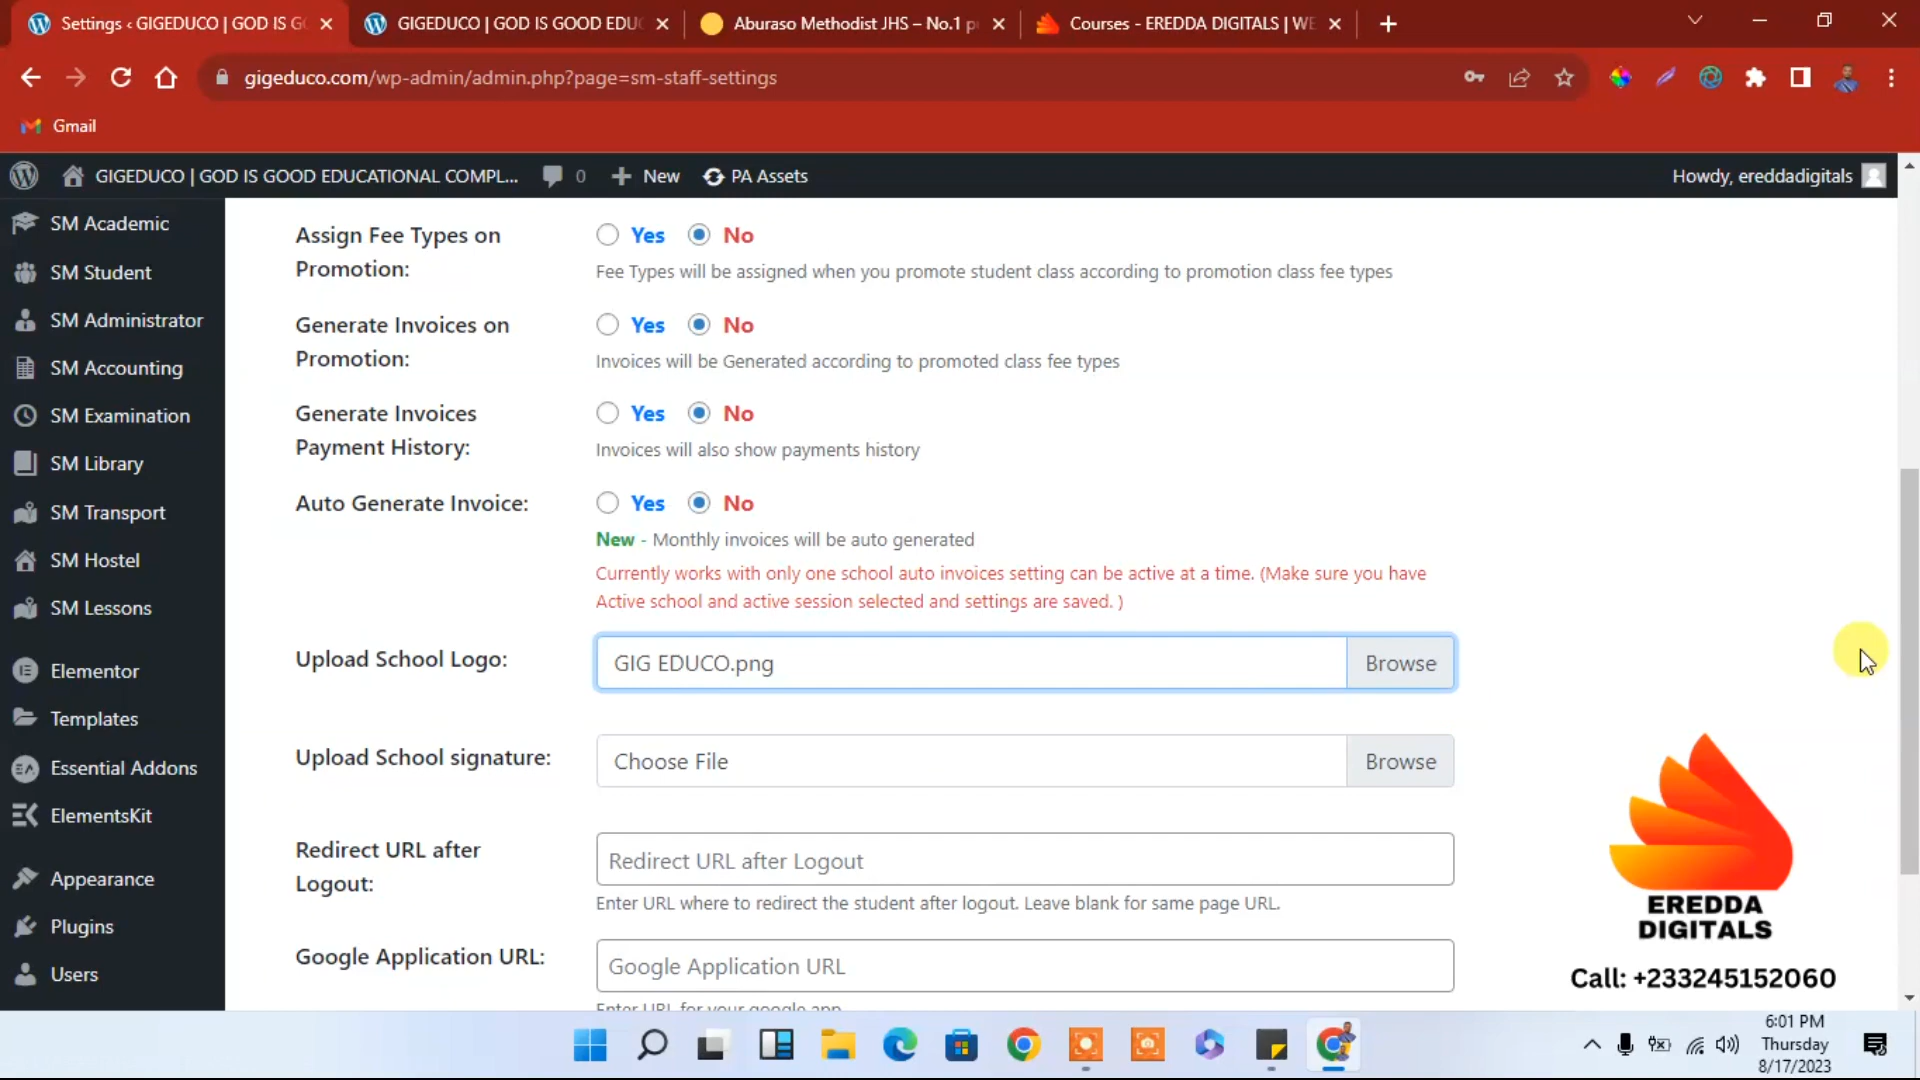 Settings ‹ GIGEDUCO | GOD IS G
GIGEDUCO | GOD IS GOOD EDU
Aburaso Methodist JHS – No.1 p
Courses - EREDDA DIGITALS | WE
gigeduco.com/wp-admin/admin.php?page=sm-staff-settings
Gmail
GIGEDUCO | GOD IS GOOD EDUCATIONAL COMPL...
0
New
PA Assets
Howdy, ereddadigitals
SM Academic
SM Student
SM Administrator
SM Accounting
SM Examination
SM Library
SM Transport
SM Hostel
SM Lessons
Elementor
Templates
Essential Addons
ElementsKit
Appearance
Plugins
Users
Assign Fee Types on
Promotion:
Yes No
Fee Types will be assigned when you promote student class according to promotion class fee types
Generate Invoices on
Promotion:
Yes No
Invoices will be Generated according to promoted class fee types
Generate Invoices
Payment History:
Yes No
Invoices will also show payments history
Auto Generate Invoice:
Yes No
New - Monthly invoices will be auto generated
Currently works with only one school auto invoices setting can be active at a time. (Make sure you have
Active school and active session selected and settings are saved. )
Upload School Logo:
GIG EDUCO.png
Browse
Upload School signature:
Choose File
Browse
Redirect URL after
Logout:
Redirect URL after Logout
Enter URL where to redirect the student after logout. Leave blank for same page URL.
Google Application URL:
Google Application URL
Enter URL for your google app
EREDDA
DIGITALS
Call: +233245152060
6:01 PM
Thursday
8/17/2023